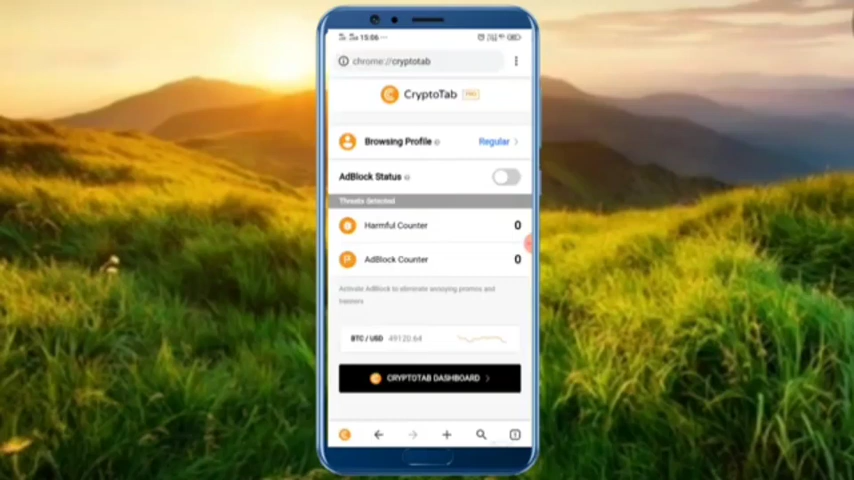 15:06
chrome://cryptotab
CryptoTab PRO
Browsing Profile
Regular >
AdBlock Status
Threats detected
Harmful Counter 0
AdBlock Counter 0
Activate AdBlock to eliminate annoying promos and
BTC / USD 49120.64
CRYPTOTAB DASHBOARD >
1